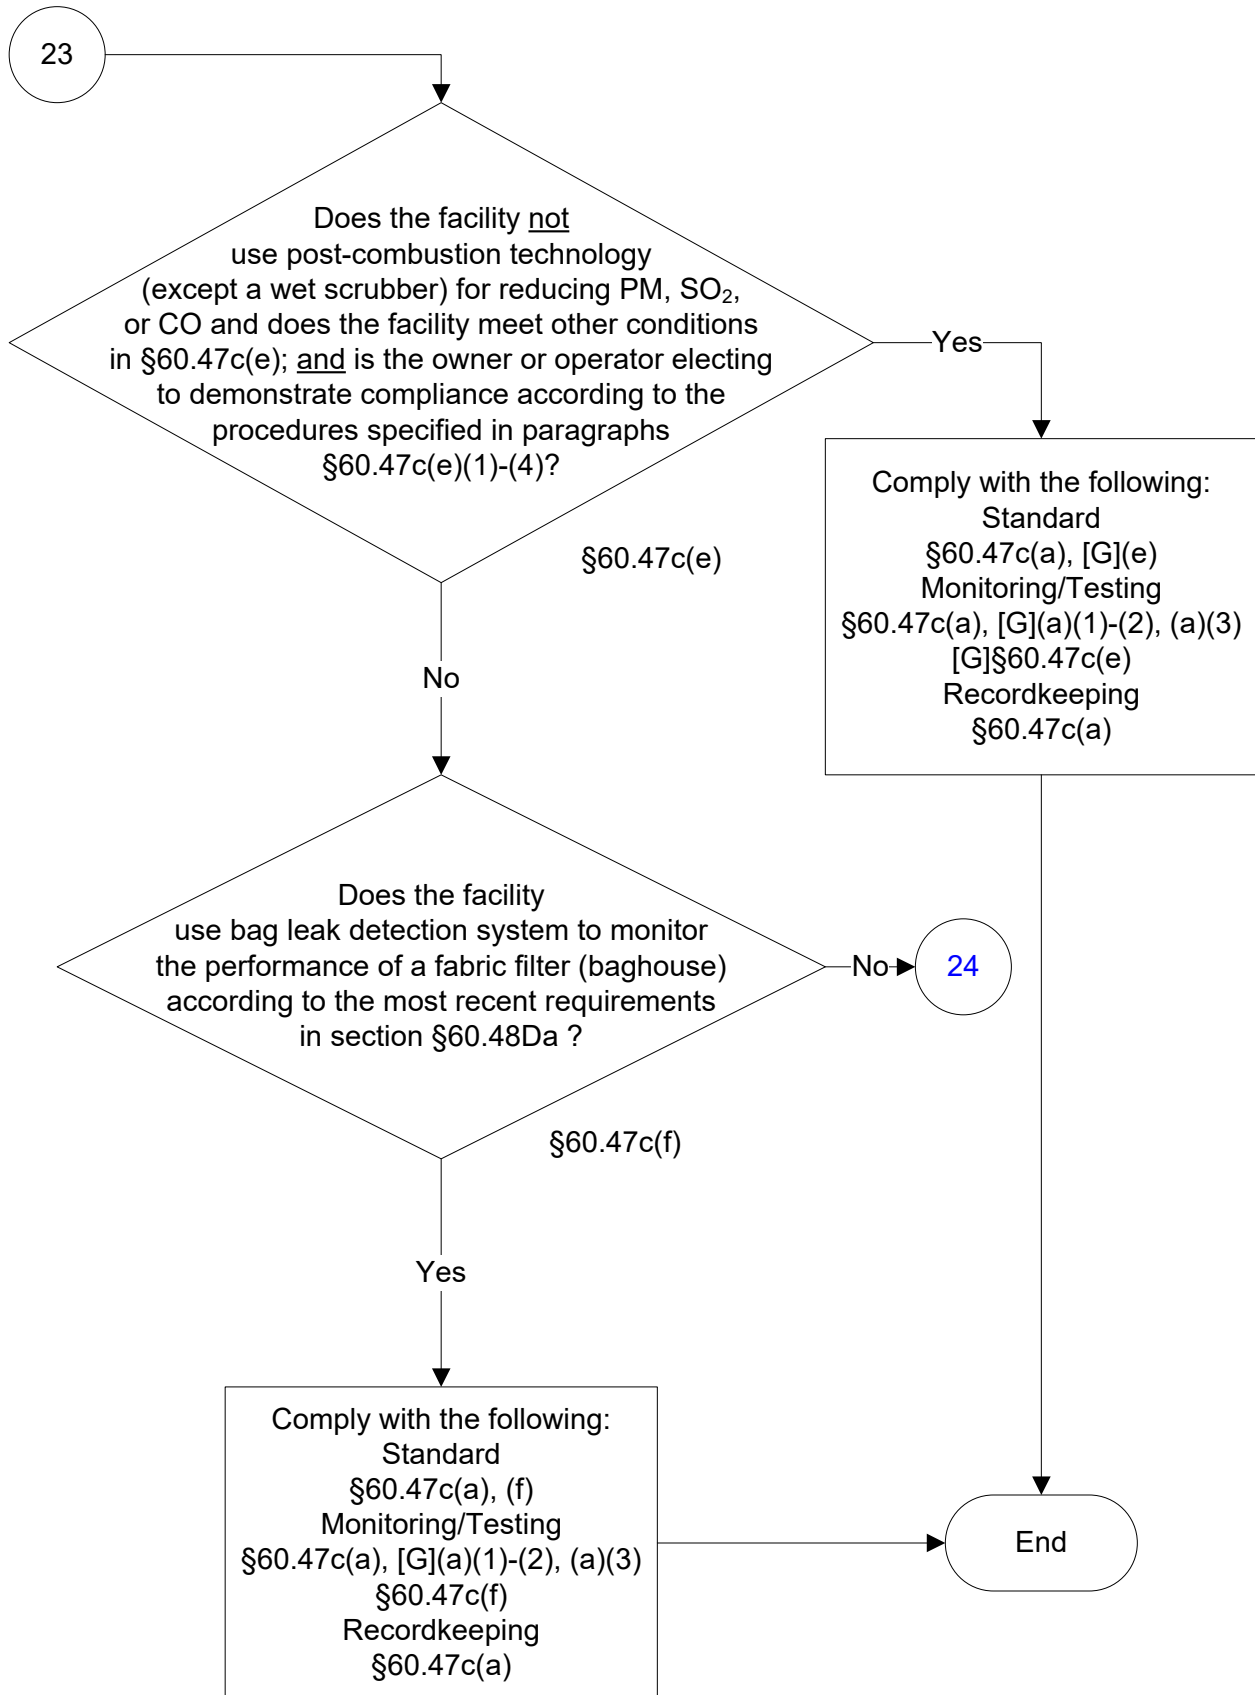 23
Does the facility not
use post-combustion technology
(except a wet scrubber) for reducing PM, SO₂,
or CO and does the facility meet other conditions
in §60.47c(e); and is the owner or operator electing
to demonstrate compliance according to the
procedures specified in paragraphs
§60.47c(e)(1)-(4)?
Yes
§60.47c(e)
Comply with the following:
Standard
§60.47c(a), [G](e)
Monitoring/Testing
§60.47c(a), [G](a)(1)-(2), (a)(3)
[G]§60.47c(e)
Recordkeeping
§60.47c(a)
No
Does the facility
use bag leak detection system to monitor
the performance of a fabric filter (baghouse)
according to the most recent requirements
in section §60.48Da ?
No
24
§60.47c(f)
Yes
Comply with the following:
Standard
§60.47c(a), (f)
Monitoring/Testing
§60.47c(a), [G](a)(1)-(2), (a)(3)
§60.47c(f)
Recordkeeping
§60.47c(a)
End